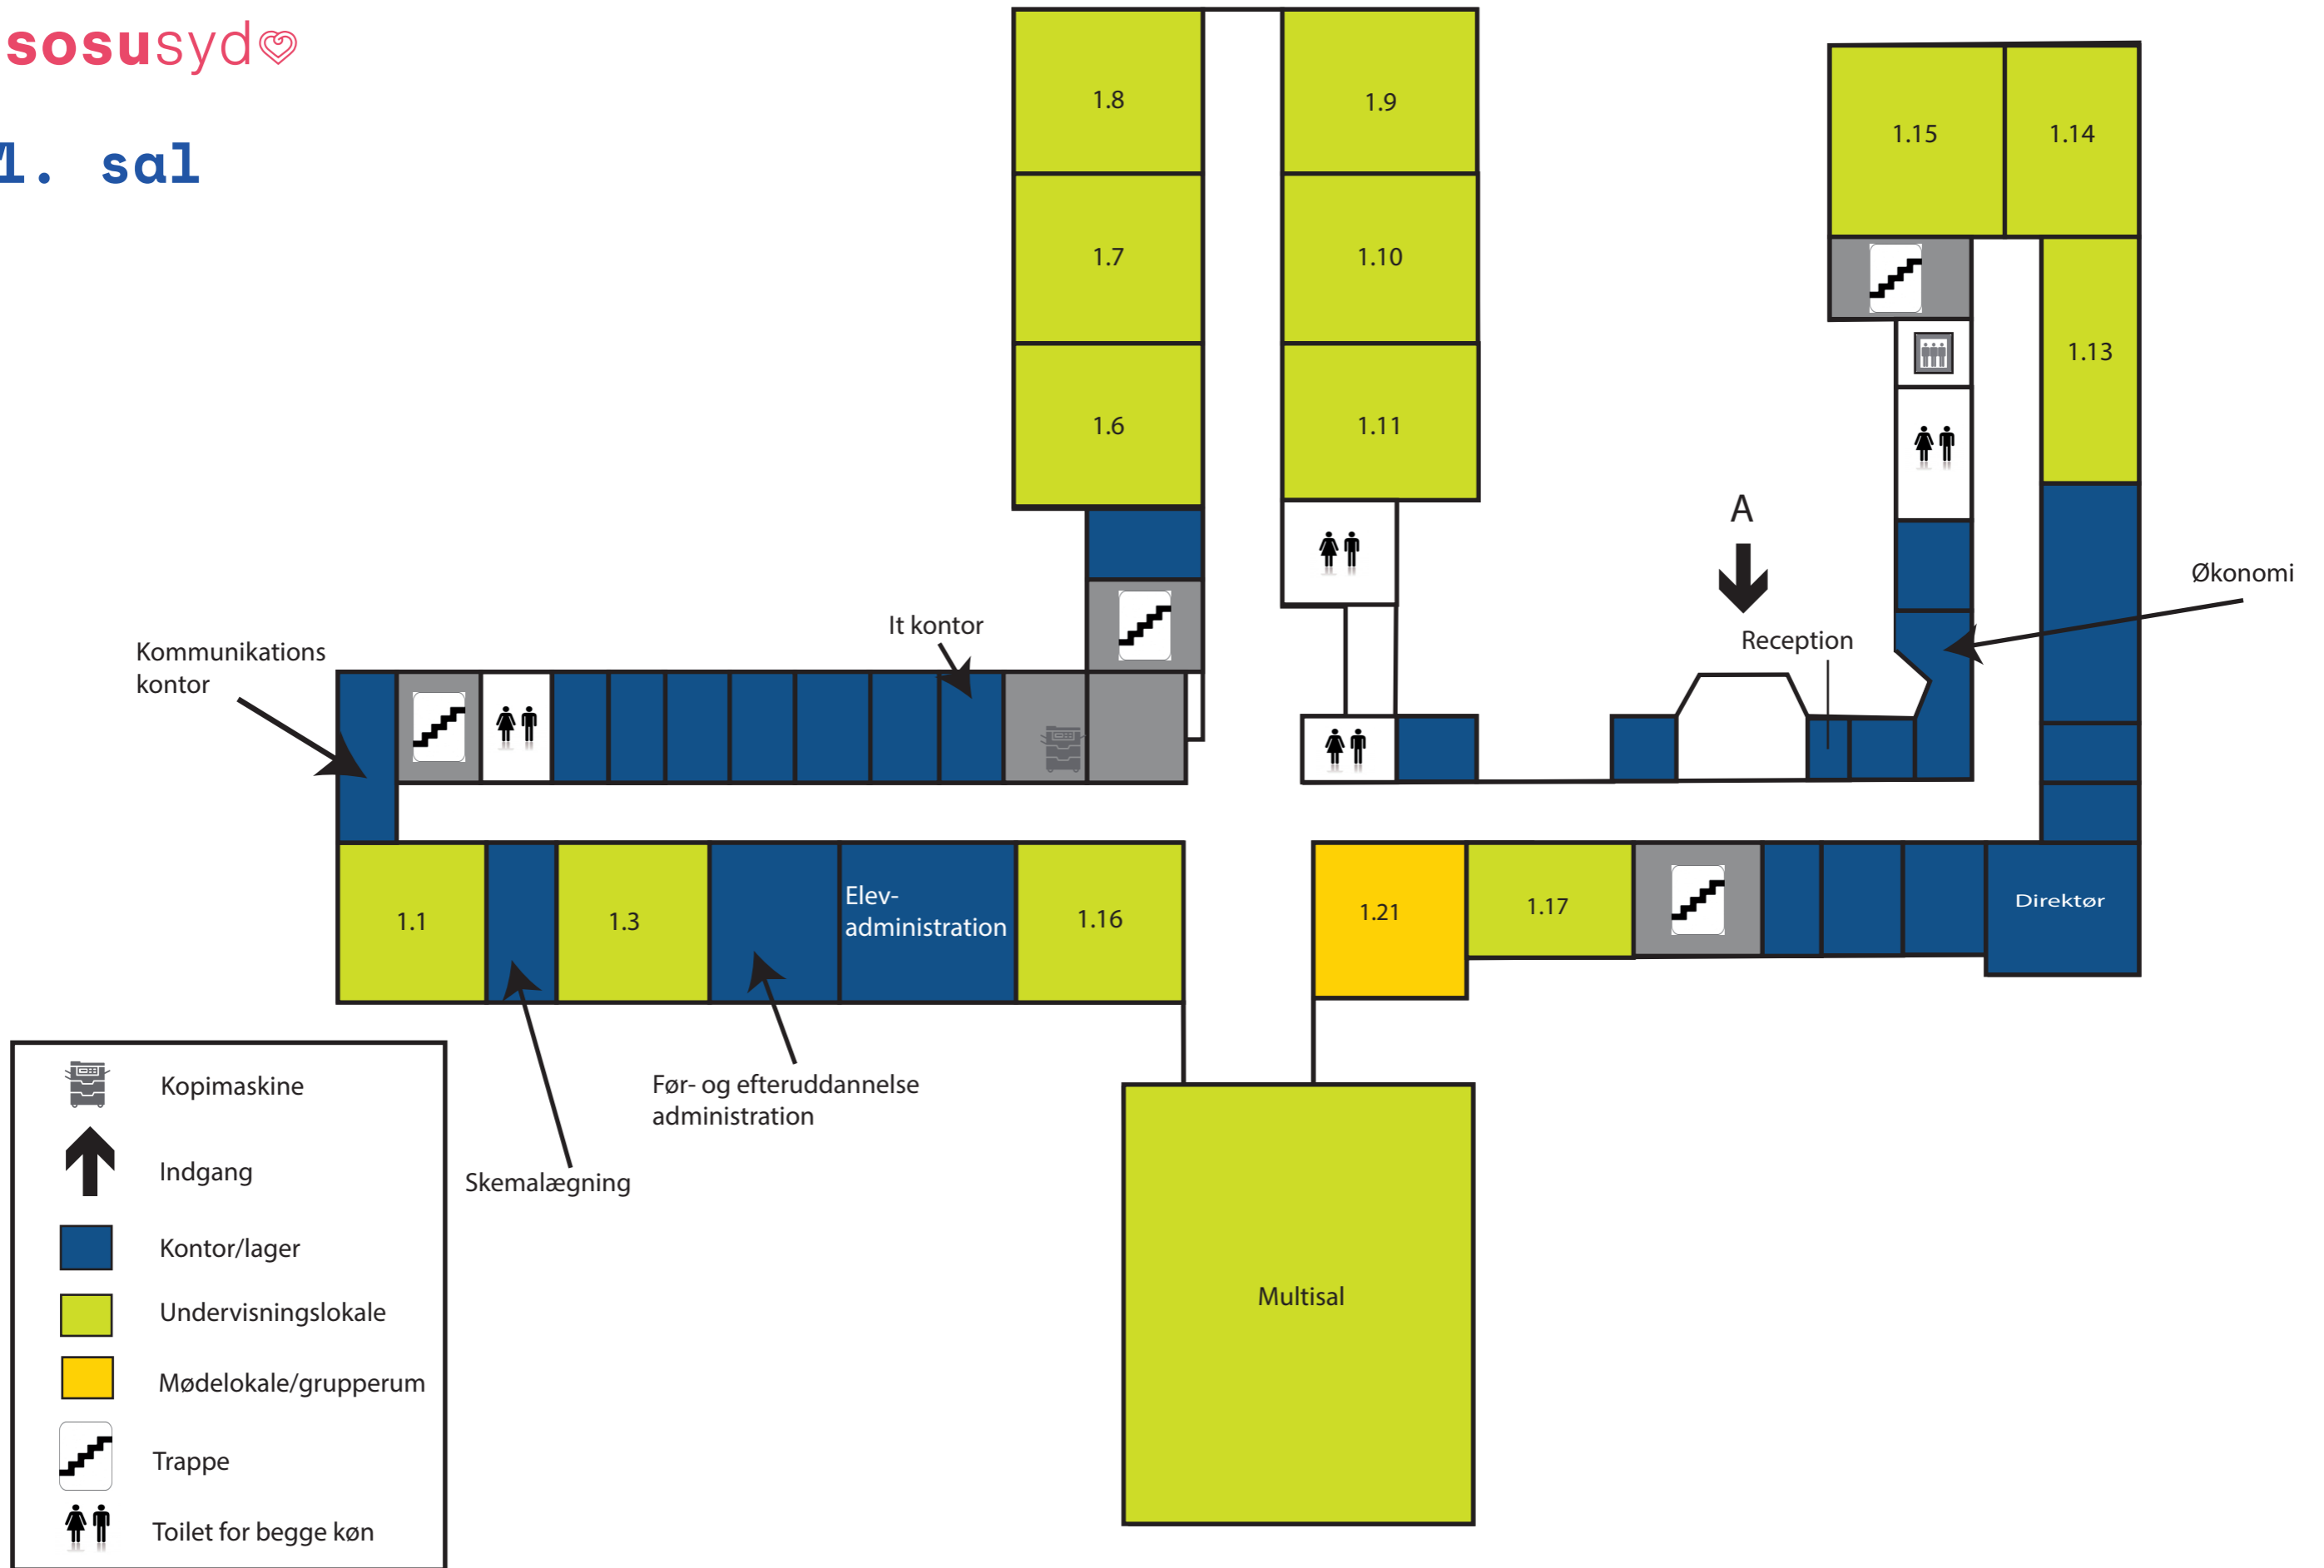 sosusyd
1. sal
1.8
1.9
1.15
1.14
1.7
1.10
1.13
1.6
1.11
A
Økonomi
It kontor
Reception
Kommunikations
kontor
1.1
1.3
Elev-
administration
1.16
1.21
1.17
Direktør
Før- og efteruddannelse
administration
Skemalægning
Multisal
Kopimaskine
Indgang
Kontor/lager
Undervisningslokale
Mødelokale/grupperum
Trappe
Toilet for begge køn